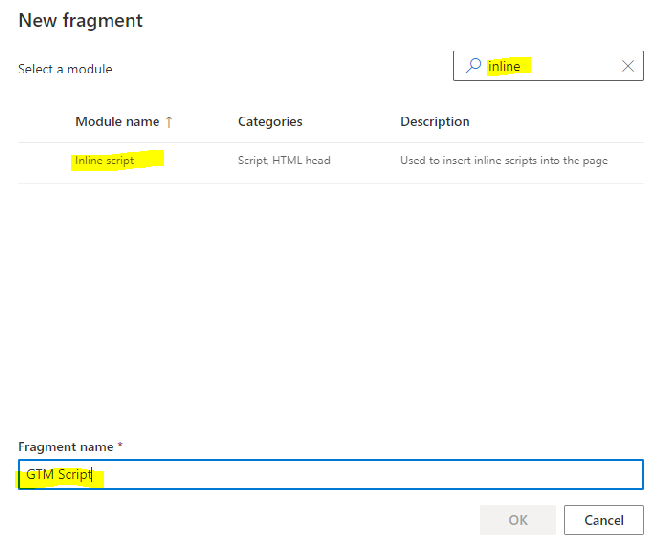 New fragment
Select a module
inline
Module name ↑ Categories Description
Inline script Script, HTML head Used to insert inline scripts into the page
Fragment name *
GTM Script
OK Cancel